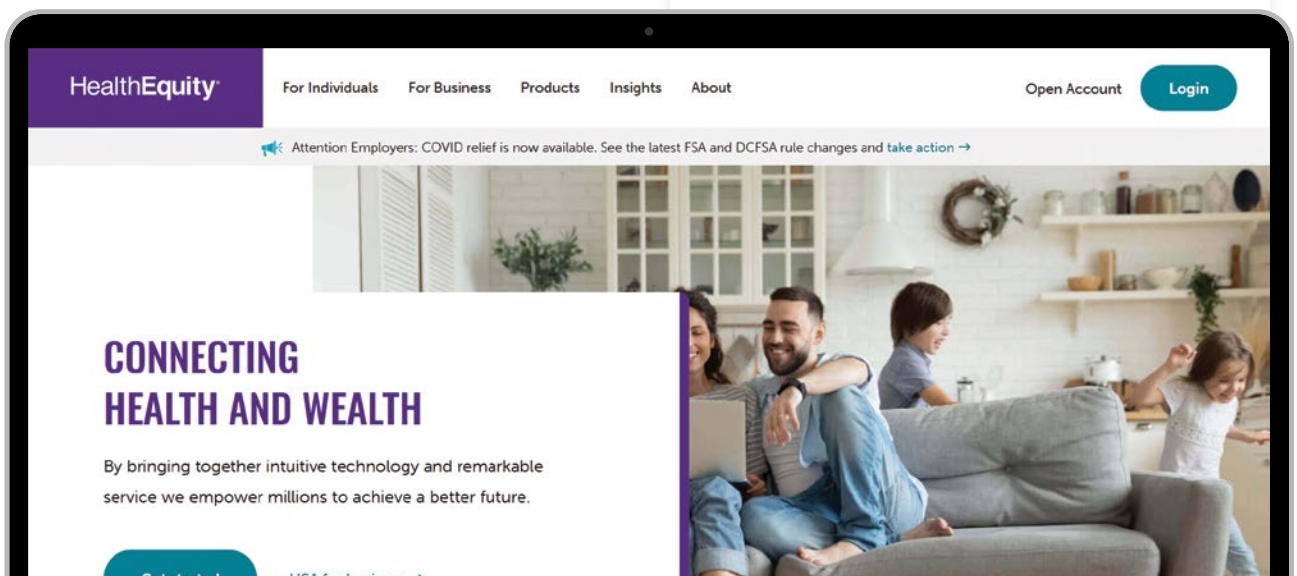 HealthEquity
For Individuals For Business Products Insights About Open Account Login
Attention Employers: COVID relief is now available. See the latest FSA and DCFSA rule changes and take action →
CONNECTING
HEALTH AND WEALTH
By bringing together intuitive technology and remarkable
service we empower millions to achieve a better future.